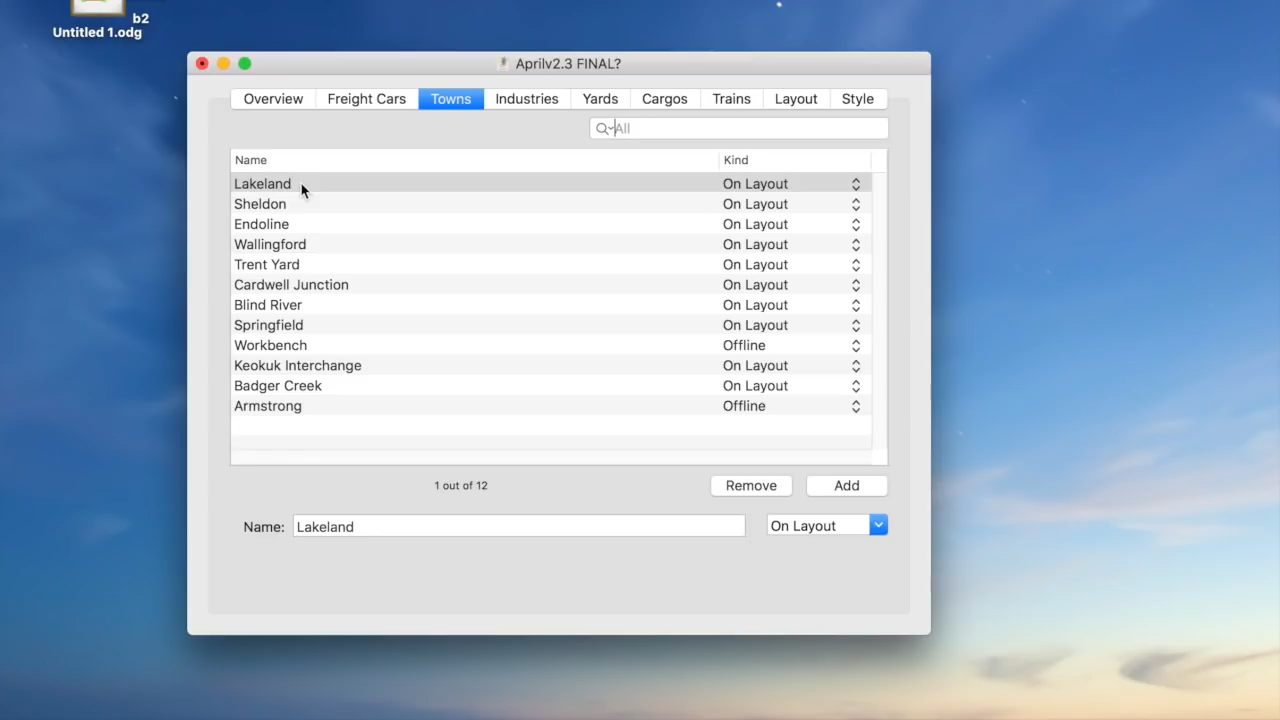 b2
Untitled 1.odg
Aprilv2.3 FINAL?
Overview Freight Cars Towns Industries Yards Cargos Trains Layout Style
All
Name Kind
Lakeland On Layout
Sheldon On Layout
Endoline On Layout
Wallingford On Layout
Trent Yard On Layout
Cardwell Junction On Layout
Blind River On Layout
Springfield On Layout
Workbench Offline
Keokuk Interchange On Layout
Badger Creek On Layout
Armstrong Offline
1 out of 12 Remove Add
Name: Lakeland On Layout